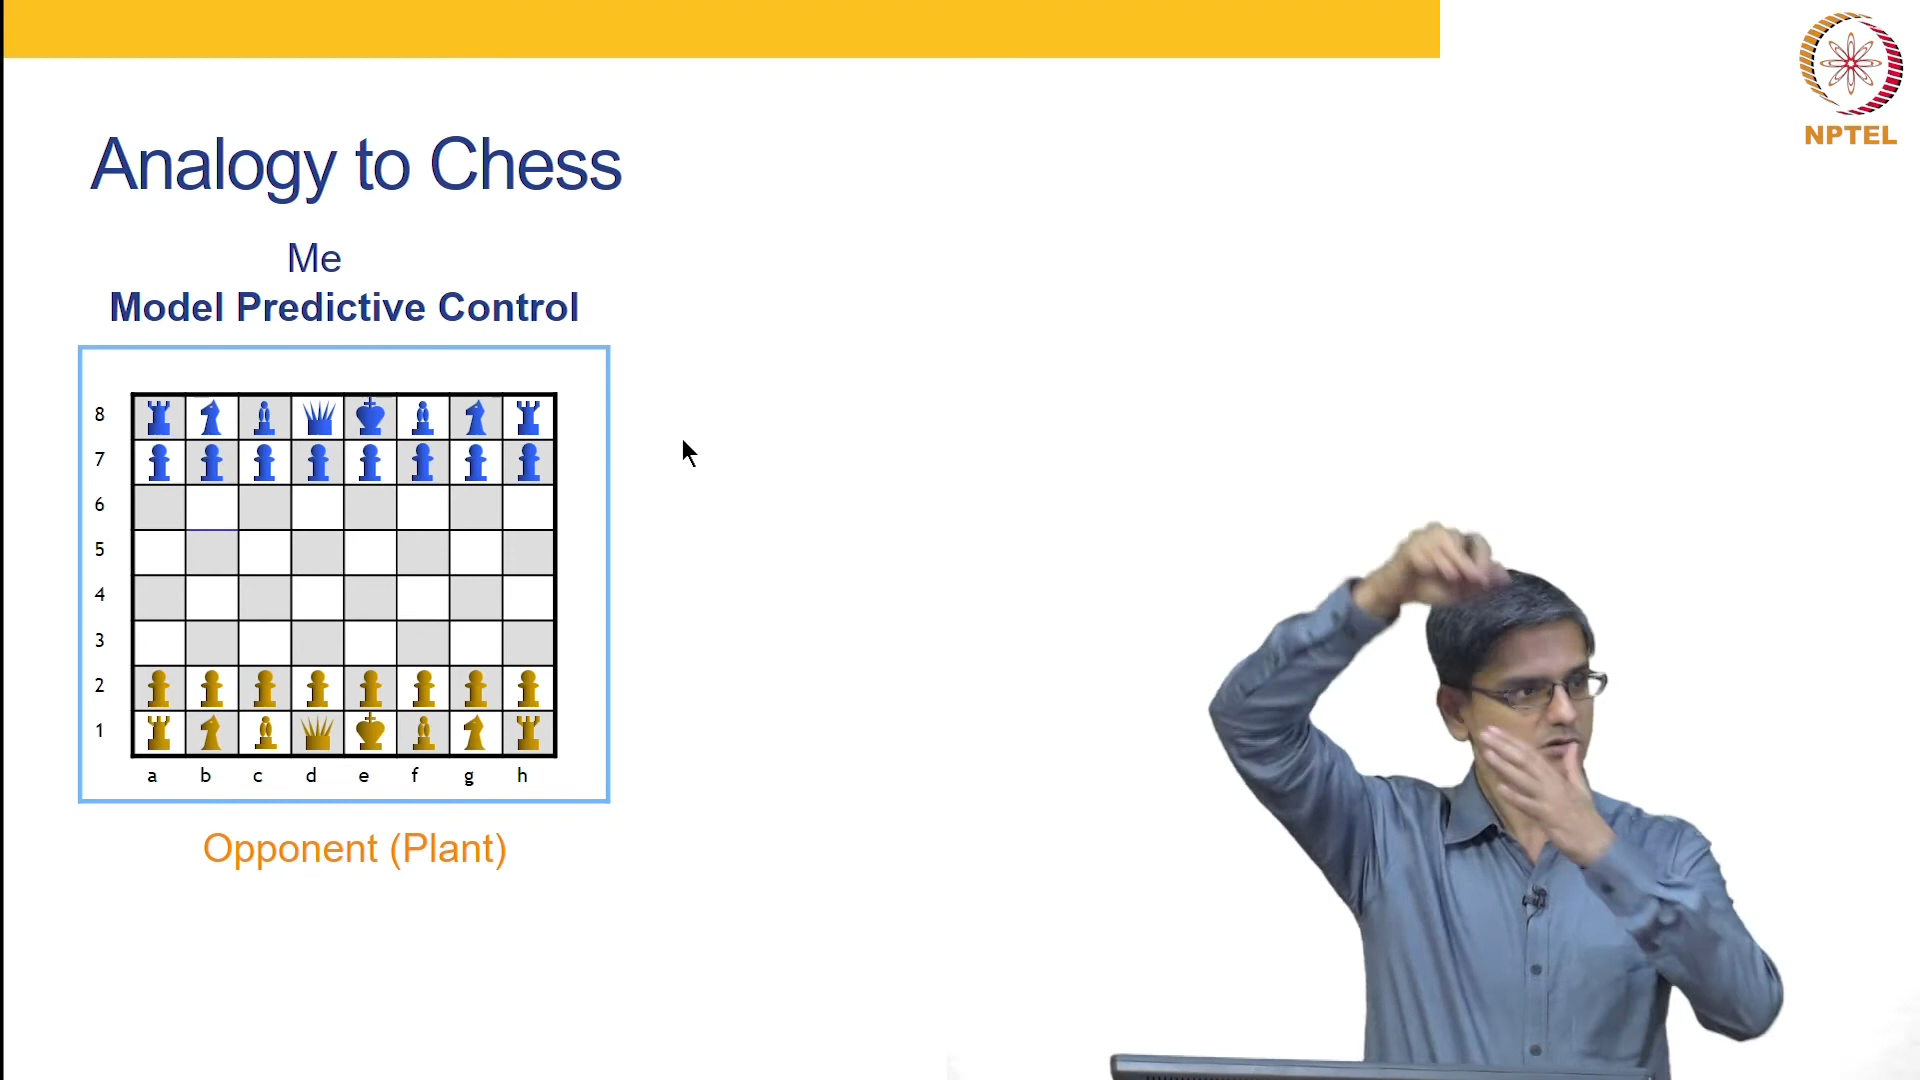 NPTEL
Analogy to Chess
Me
Model Predictive Control
8
7
6
5
4
3
2
1
a b c d e f g h
Opponent (Plant)